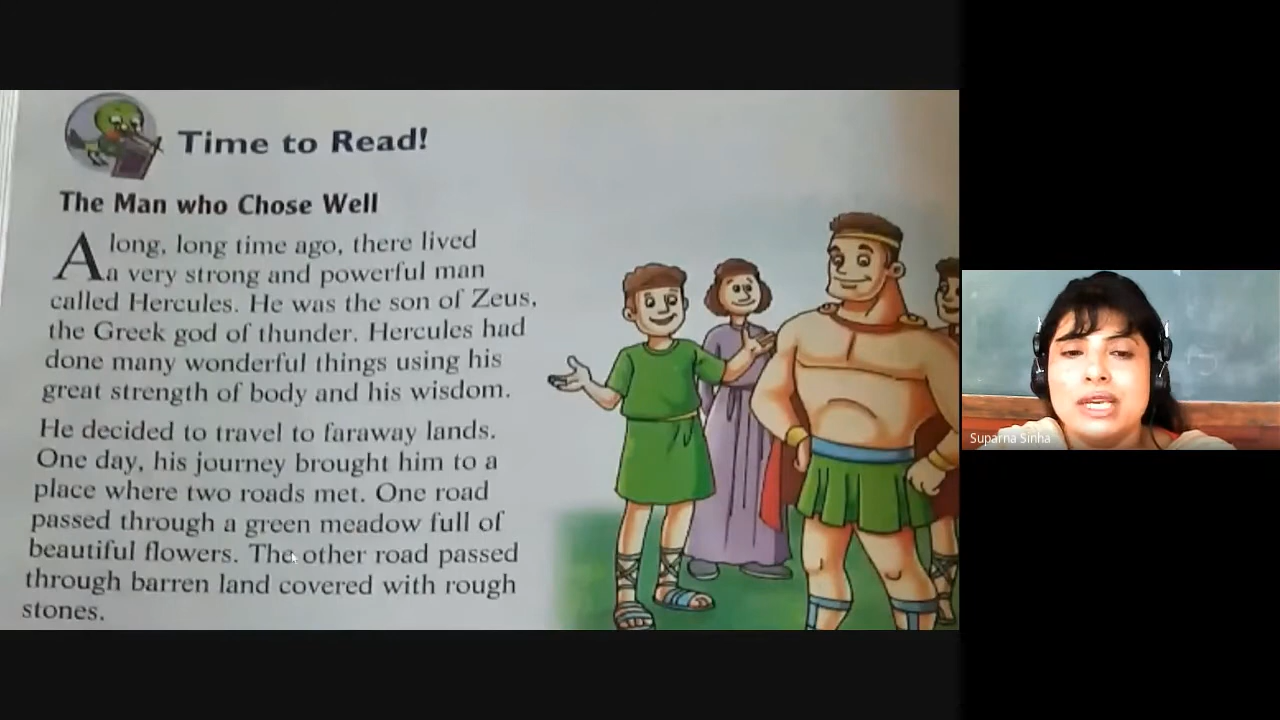 Time to Read!
The Man who Chose Well
A long, long time ago, there lived
a very strong and powerful man
called Hercules. He was the son of Zeus,
the Greek god of thunder. Hercules had
done many wonderful things using his
great strength of body and his wisdom.
He decided to travel to faraway lands.
One day, his journey brought him to a
place where two roads met. One road
passed through a green meadow full of
beautiful flowers. The other road passed
through barren land covered with rough
stones.
Suparna Sinha